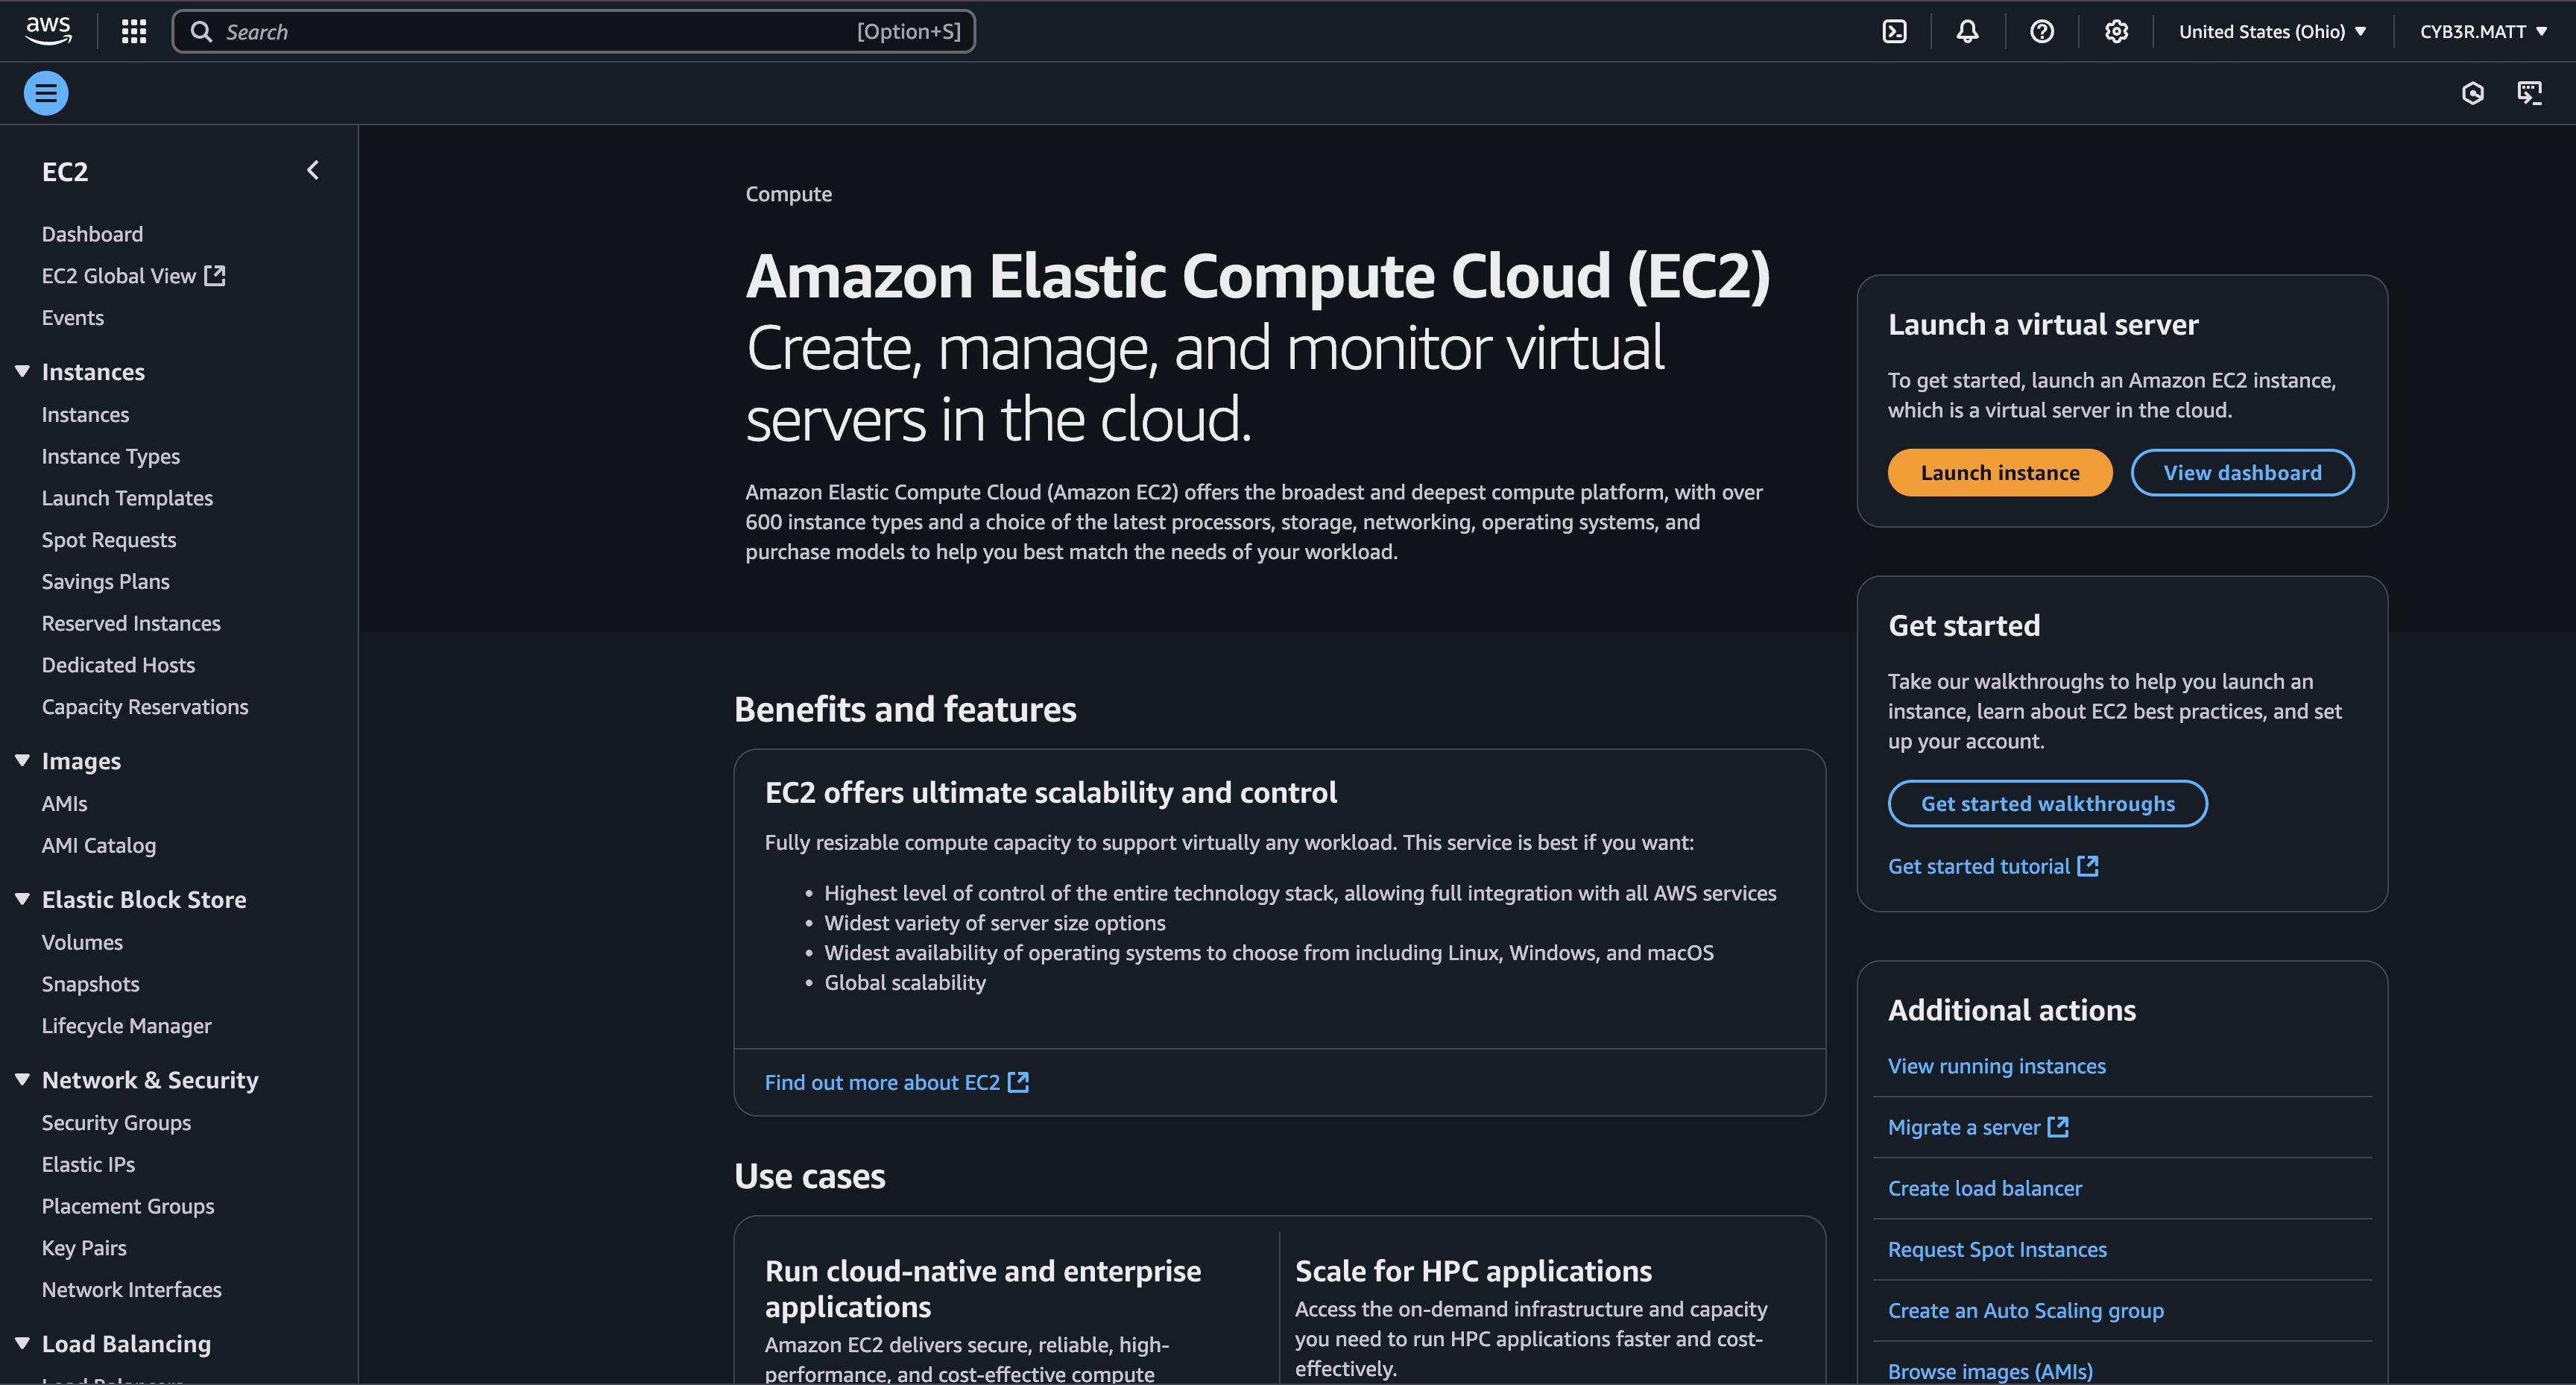 aws
Search [Option+S]
United States (Ohio)
CYB3R.MATT
EC2
Dashboard
EC2 Global View
Events
Instances
Instances
Instance Types
Launch Templates
Spot Requests
Savings Plans
Reserved Instances
Dedicated Hosts
Capacity Reservations
Images
AMIs
AMI Catalog
Elastic Block Store
Volumes
Snapshots
Lifecycle Manager
Network & Security
Security Groups
Elastic IPs
Placement Groups
Key Pairs
Network Interfaces
Load Balancing
Compute
Amazon Elastic Compute Cloud (EC2)
Create, manage, and monitor virtual
servers in the cloud.
Amazon Elastic Compute Cloud (Amazon EC2) offers the broadest and deepest compute platform, with over
600 instance types and a choice of the latest processors, storage, networking, operating systems, and
purchase models to help you best match the needs of your workload.
Benefits and features
EC2 offers ultimate scalability and control
Fully resizable compute capacity to support virtually any workload. This service is best if you want:
• Highest level of control of the entire technology stack, allowing full integration with all AWS services
• Widest variety of server size options
• Widest availability of operating systems to choose from including Linux, Windows, and macOS
• Global scalability
Find out more about EC2
Use cases
Run cloud-native and enterprise
applications
Amazon EC2 delivers secure, reliable, high-
performance, and cost-effective compute
Scale for HPC applications
Access the on-demand infrastructure and capacity
you need to run HPC applications faster and cost-
effectively.
Launch a virtual server
To get started, launch an Amazon EC2 instance,
which is a virtual server in the cloud.
Launch instance
View dashboard
Get started
Take our walkthroughs to help you launch an
instance, learn about EC2 best practices, and set
up your account.
Get started walkthroughs
Get started tutorial
Additional actions
View running instances
Migrate a server
Create load balancer
Request Spot Instances
Create an Auto Scaling group
Browse images (AMIs)